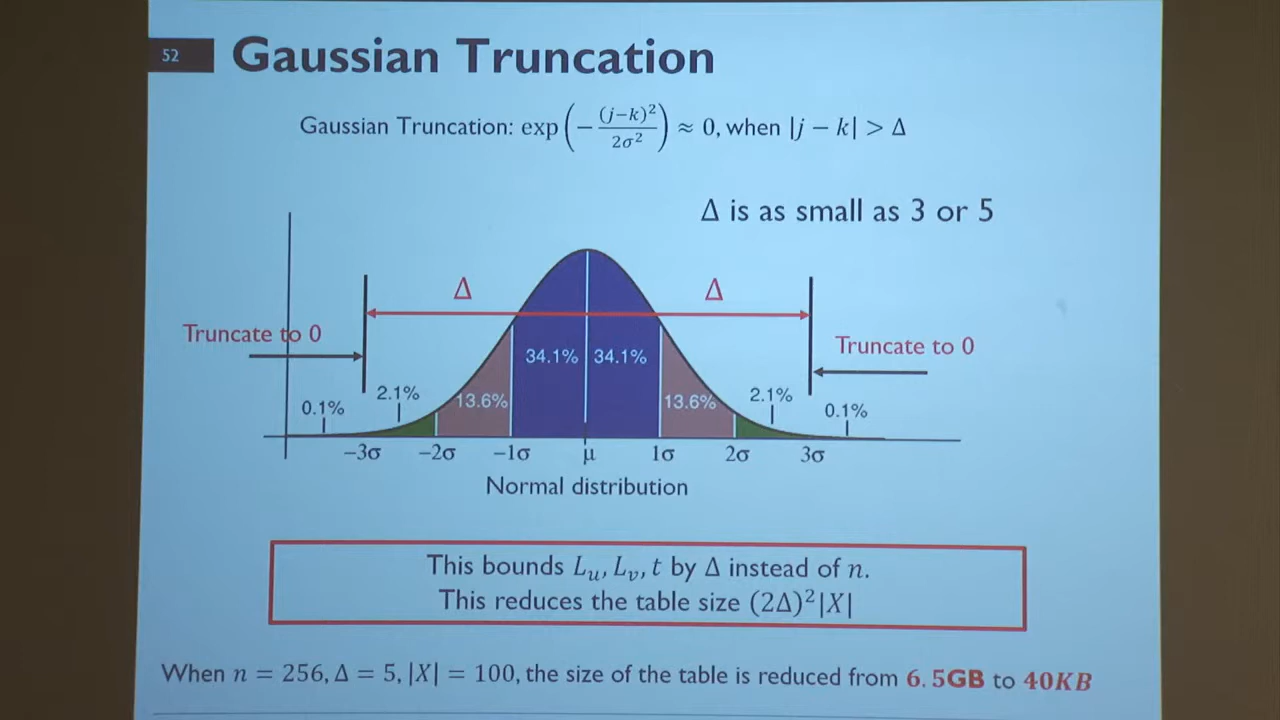 52
Gaussian Truncation
Gaussian Truncation: exp(−(j−k)²/2σ²) ≈ 0, when |j − k| > Δ
Δ is as small as 3 or 5
Δ Δ
Truncate to 0
Truncate to 0
34.1% 34.1%
13.6% 13.6%
2.1% 2.1%
0.1% 0.1%
−3σ −2σ −1σ μ 1σ 2σ 3σ
Normal distribution
This bounds Lᵤ, Lᵥ, t by Δ instead of n.
This reduces the table size (2Δ)²|X|
When n = 256, Δ = 5, |X| = 100, the size of the table is reduced from 6.5GB to 40KB